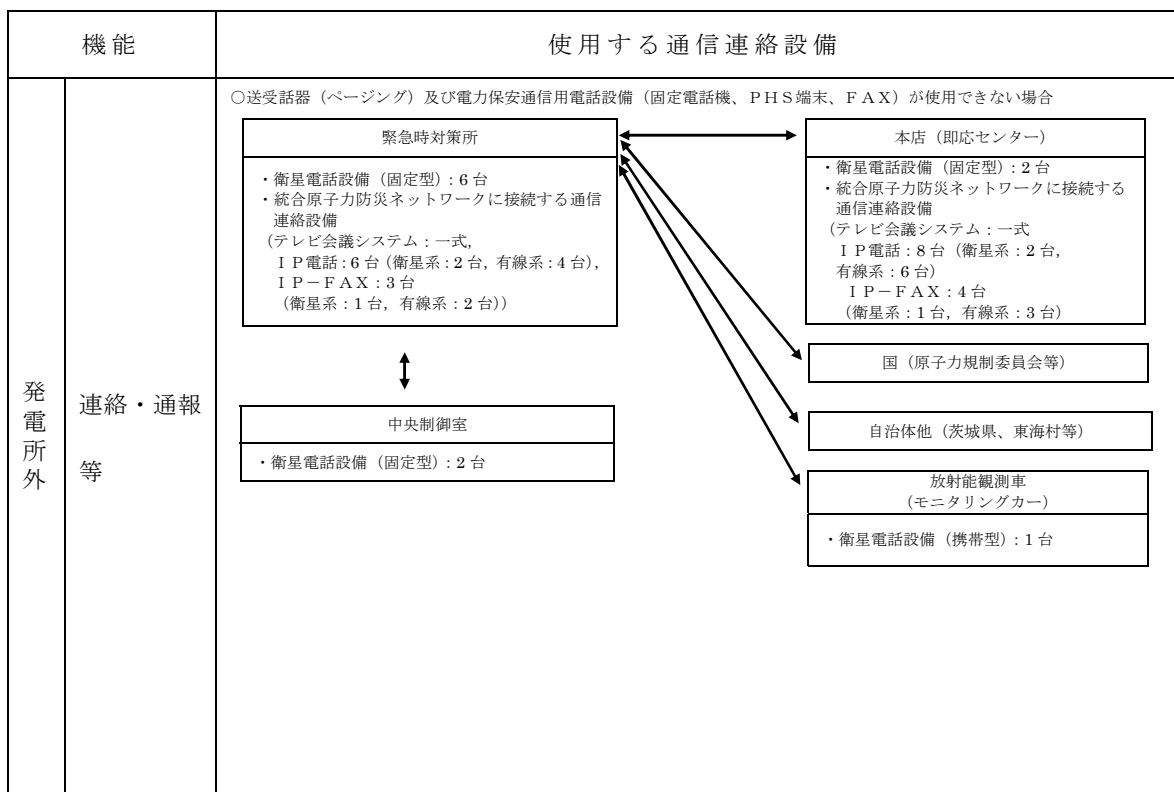 機能
使用する通信連絡設備
○送受話器（ページング）及び電力保安通信用電話設備（固定電話機、ＰＨＳ端末、ＦＡＸ）が使用できない場合
緊急時対策所
・衛星電話設備（固定型）：6 台
・統合原子力防災ネットワークに接続する通信
連絡設備
（テレビ会議システム：一式，
ＩＰ電話：6 台（衛星系：2 台，有線系：4 台），
ＩＰ－ＦＡＸ：3 台
（衛星系：1 台，有線系：2 台））
本店（即応センター）
・衛星電話設備（固定型）：2 台
・統合原子力防災ネットワークに接続する
通信連絡設備
（テレビ会議システム：一式
ＩＰ電話：8 台（衛星系：2 台，
有線系：6 台）
ＩＰ－ＦＡＸ：4 台
（衛星系：1 台，有線系：3 台）
国（原子力規制委員会等）
発電所外
連絡・通報
等
中央制御室
・衛星電話設備（固定型）：2 台
自治体他（茨城県、東海村等）
放射能観測車
（モニタリングカー）
・衛星電話設備（携帯型）：1 台